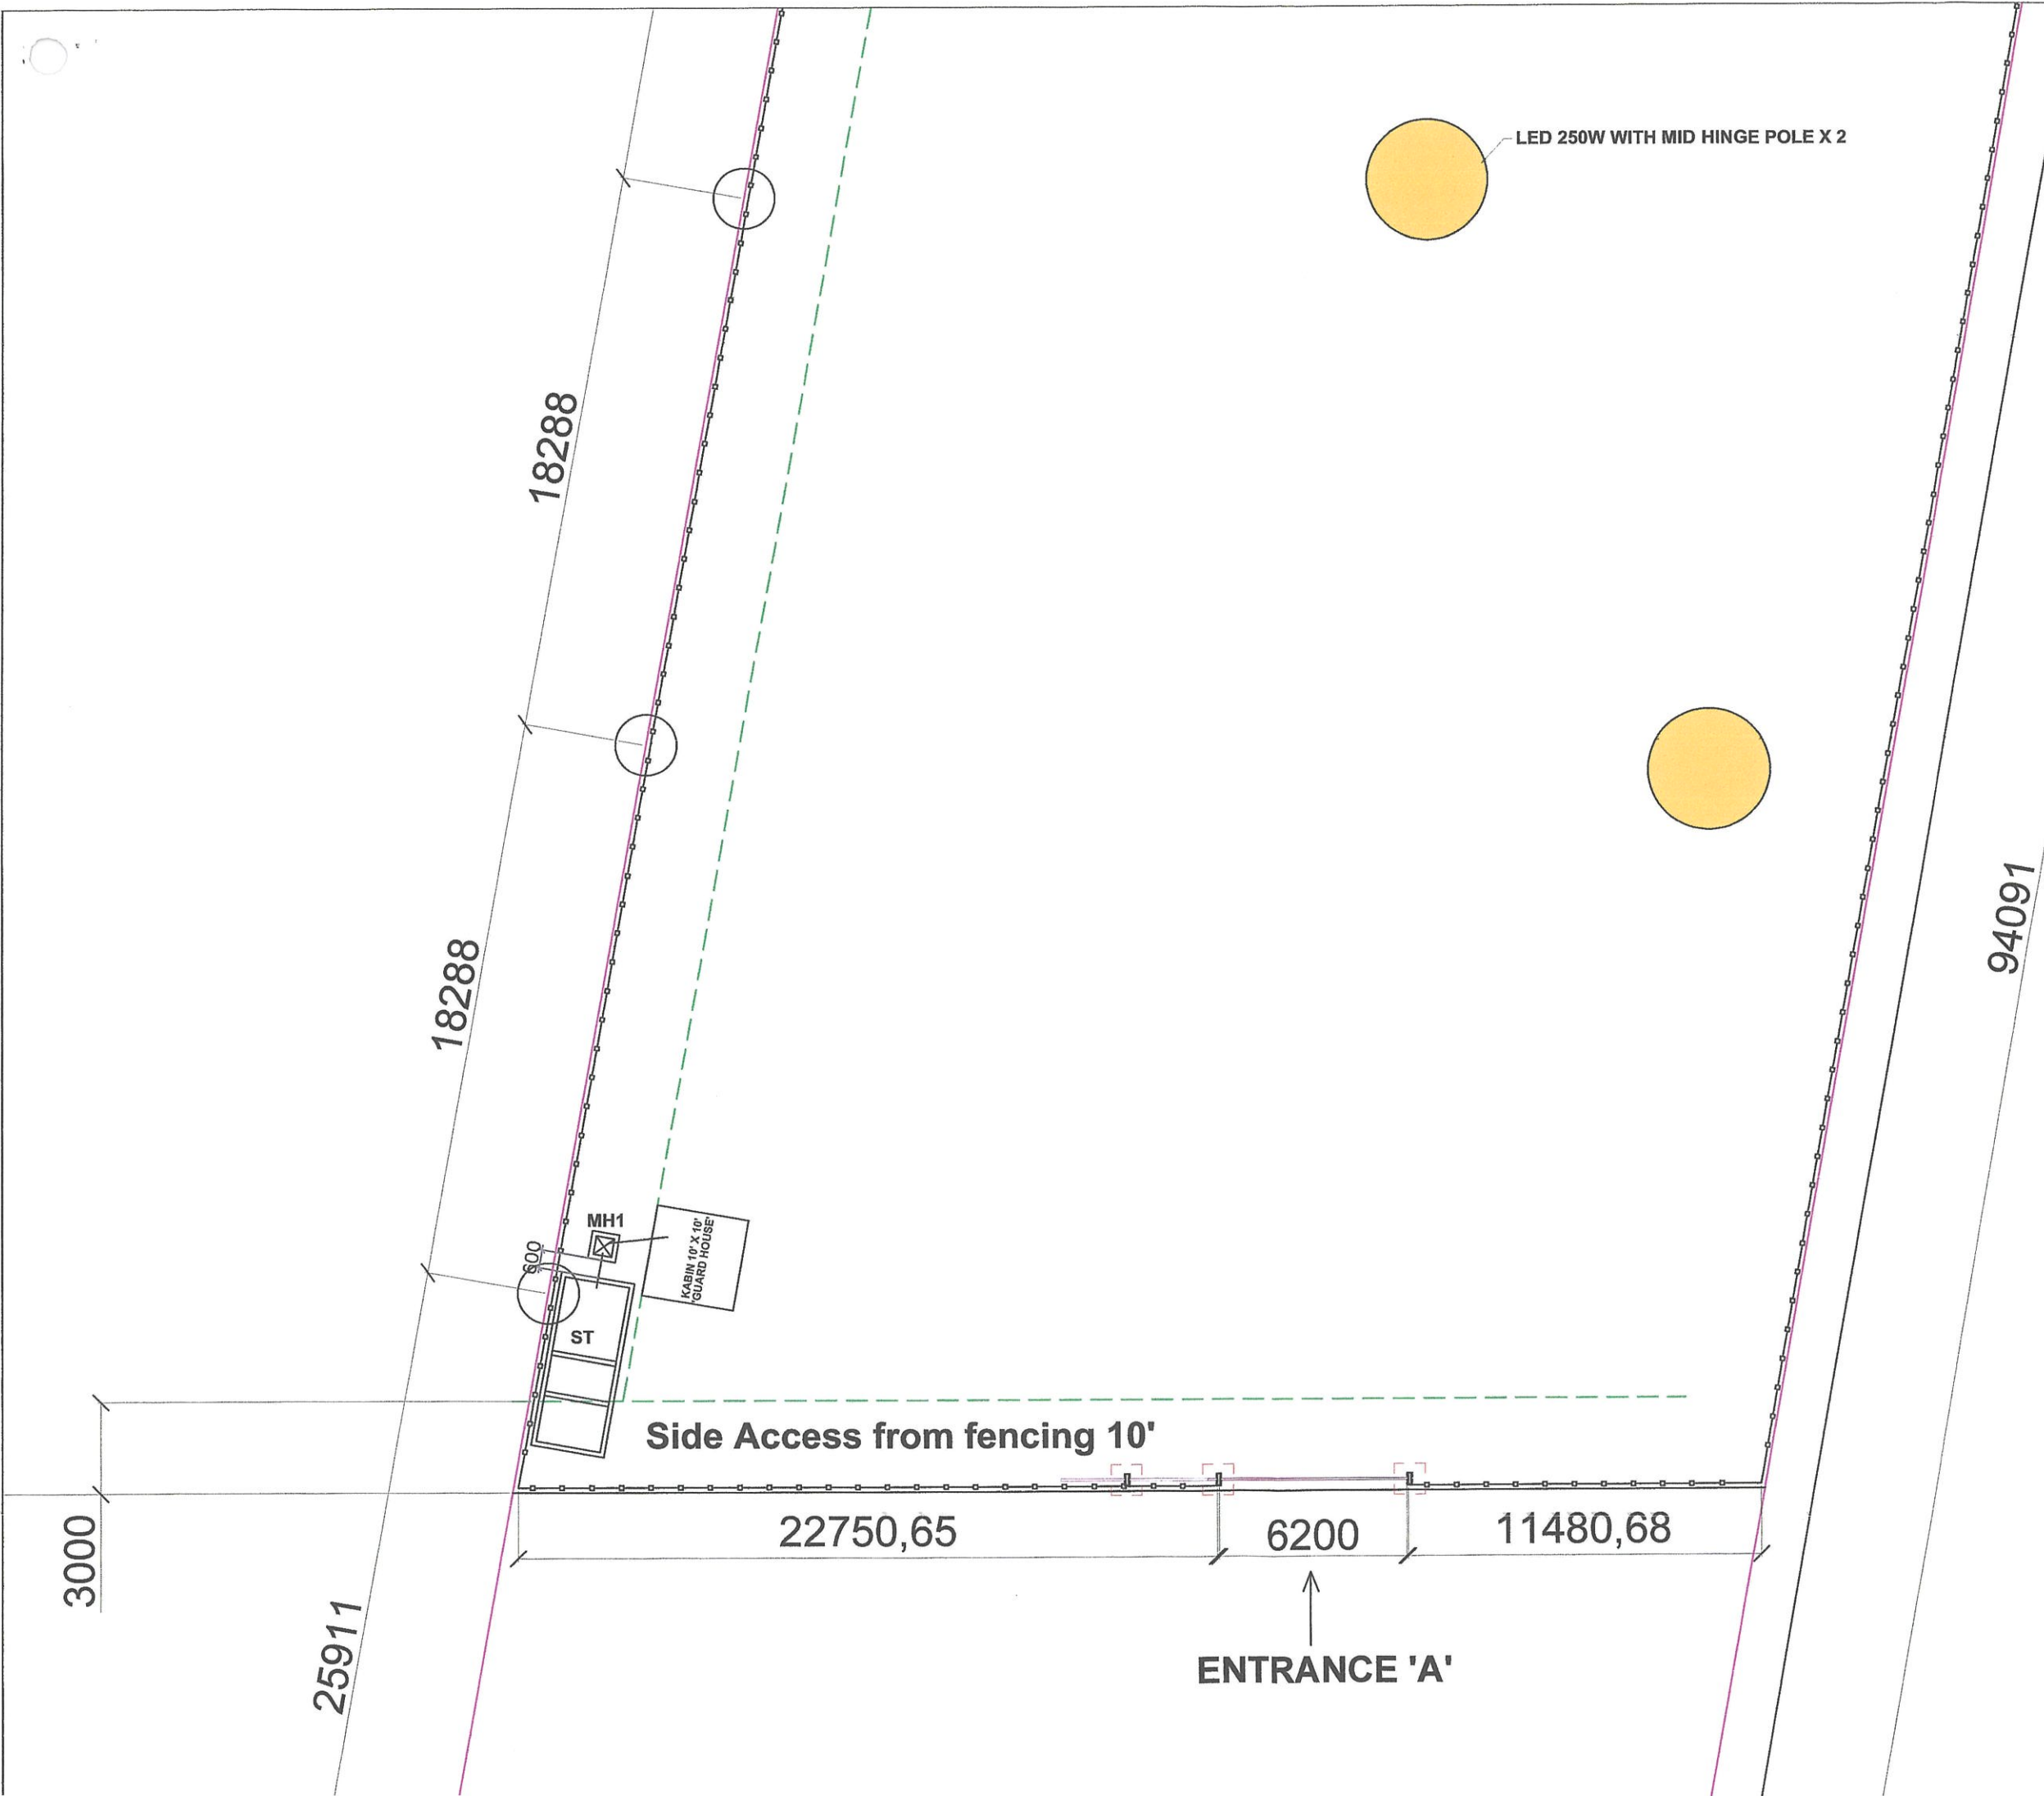 LED 250W WITH MID HINGE POLE X 2
18288
94091
18288
MH1
KABIN 10' X 10'
'GUARD HOUSE'
600
ST
Side Access from fencing 10'
22750,65
6200
11480,68
3000
25911
ENTRANCE 'A'